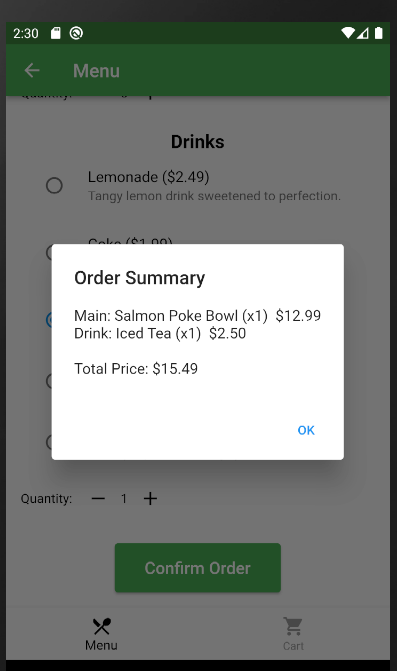 2:30
Menu
Quantity:
Drinks
Lemonade ($2.49)
Tangy lemon drink sweetened to perfection.
Coke ($1.99)
Order Summary
Main: Salmon Poke Bowl (x1) $12.99
Drink: Iced Tea (x1) $2.50
Total Price: $15.49
OK
Quantity: 1
Confirm Order
Menu
Cart